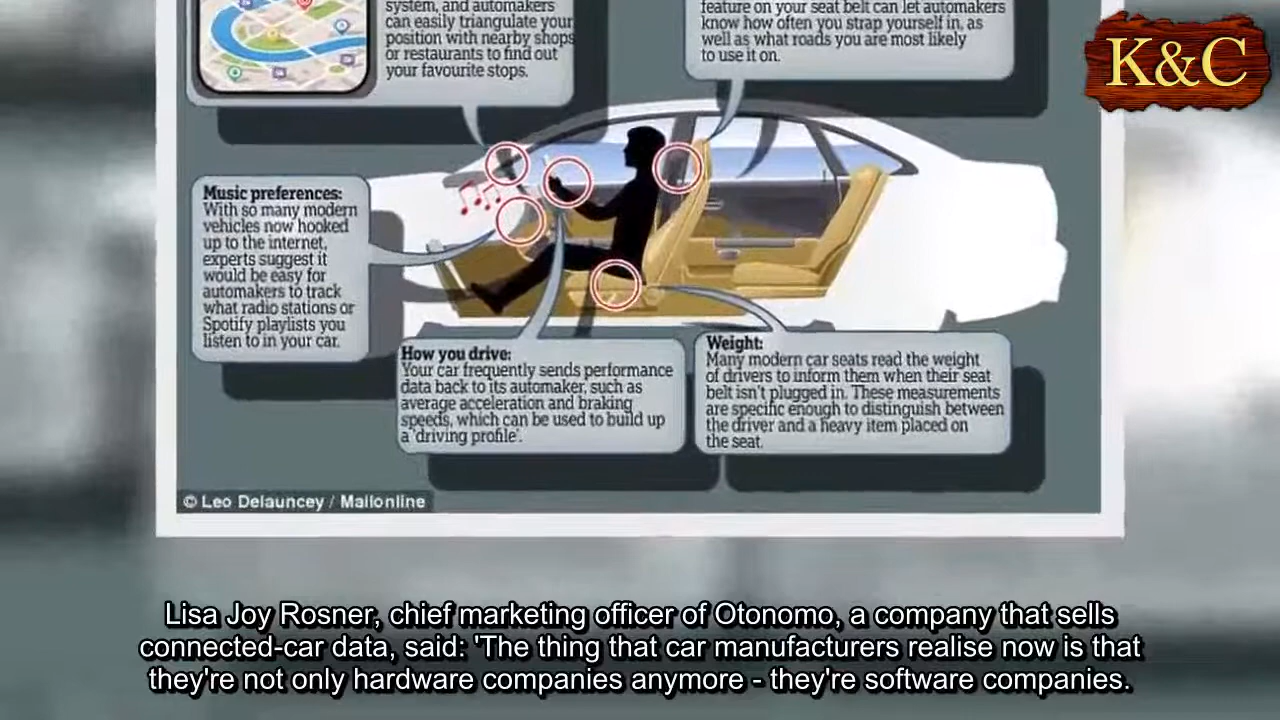 system, and automakers
can easily triangulate your
position with nearby shops
or restaurants to find out
your favourite stops.
feature on your seat belt can let automakers
know how often you strap yourself in, as
well as what roads you are most likely
to use it on.
K&C
Music preferences:
With so many modern
vehicles now hooked
up to the internet,
experts suggest it
would be easy for
automakers to track
what radio stations or
Spotify playlists you
listen to in your car.
How you drive:
Your car frequently sends performance
data back to its automaker, such as
average acceleration and braking
speeds, which can be used to build up
a 'driving profile'.
Weight:
Many modern car seats read the weight
of drivers to inform them when their seat
belt isn't plugged in. These measurements
are specific enough to distinguish between
the driver and a heavy item placed on
the seat.
© Leo Delauncey / Mailonline
Lisa Joy Rosner, chief marketing officer of Otonomo, a company that sells
connected-car data, said: 'The thing that car manufacturers realise now is that
they're not only hardware companies anymore - they're software companies.